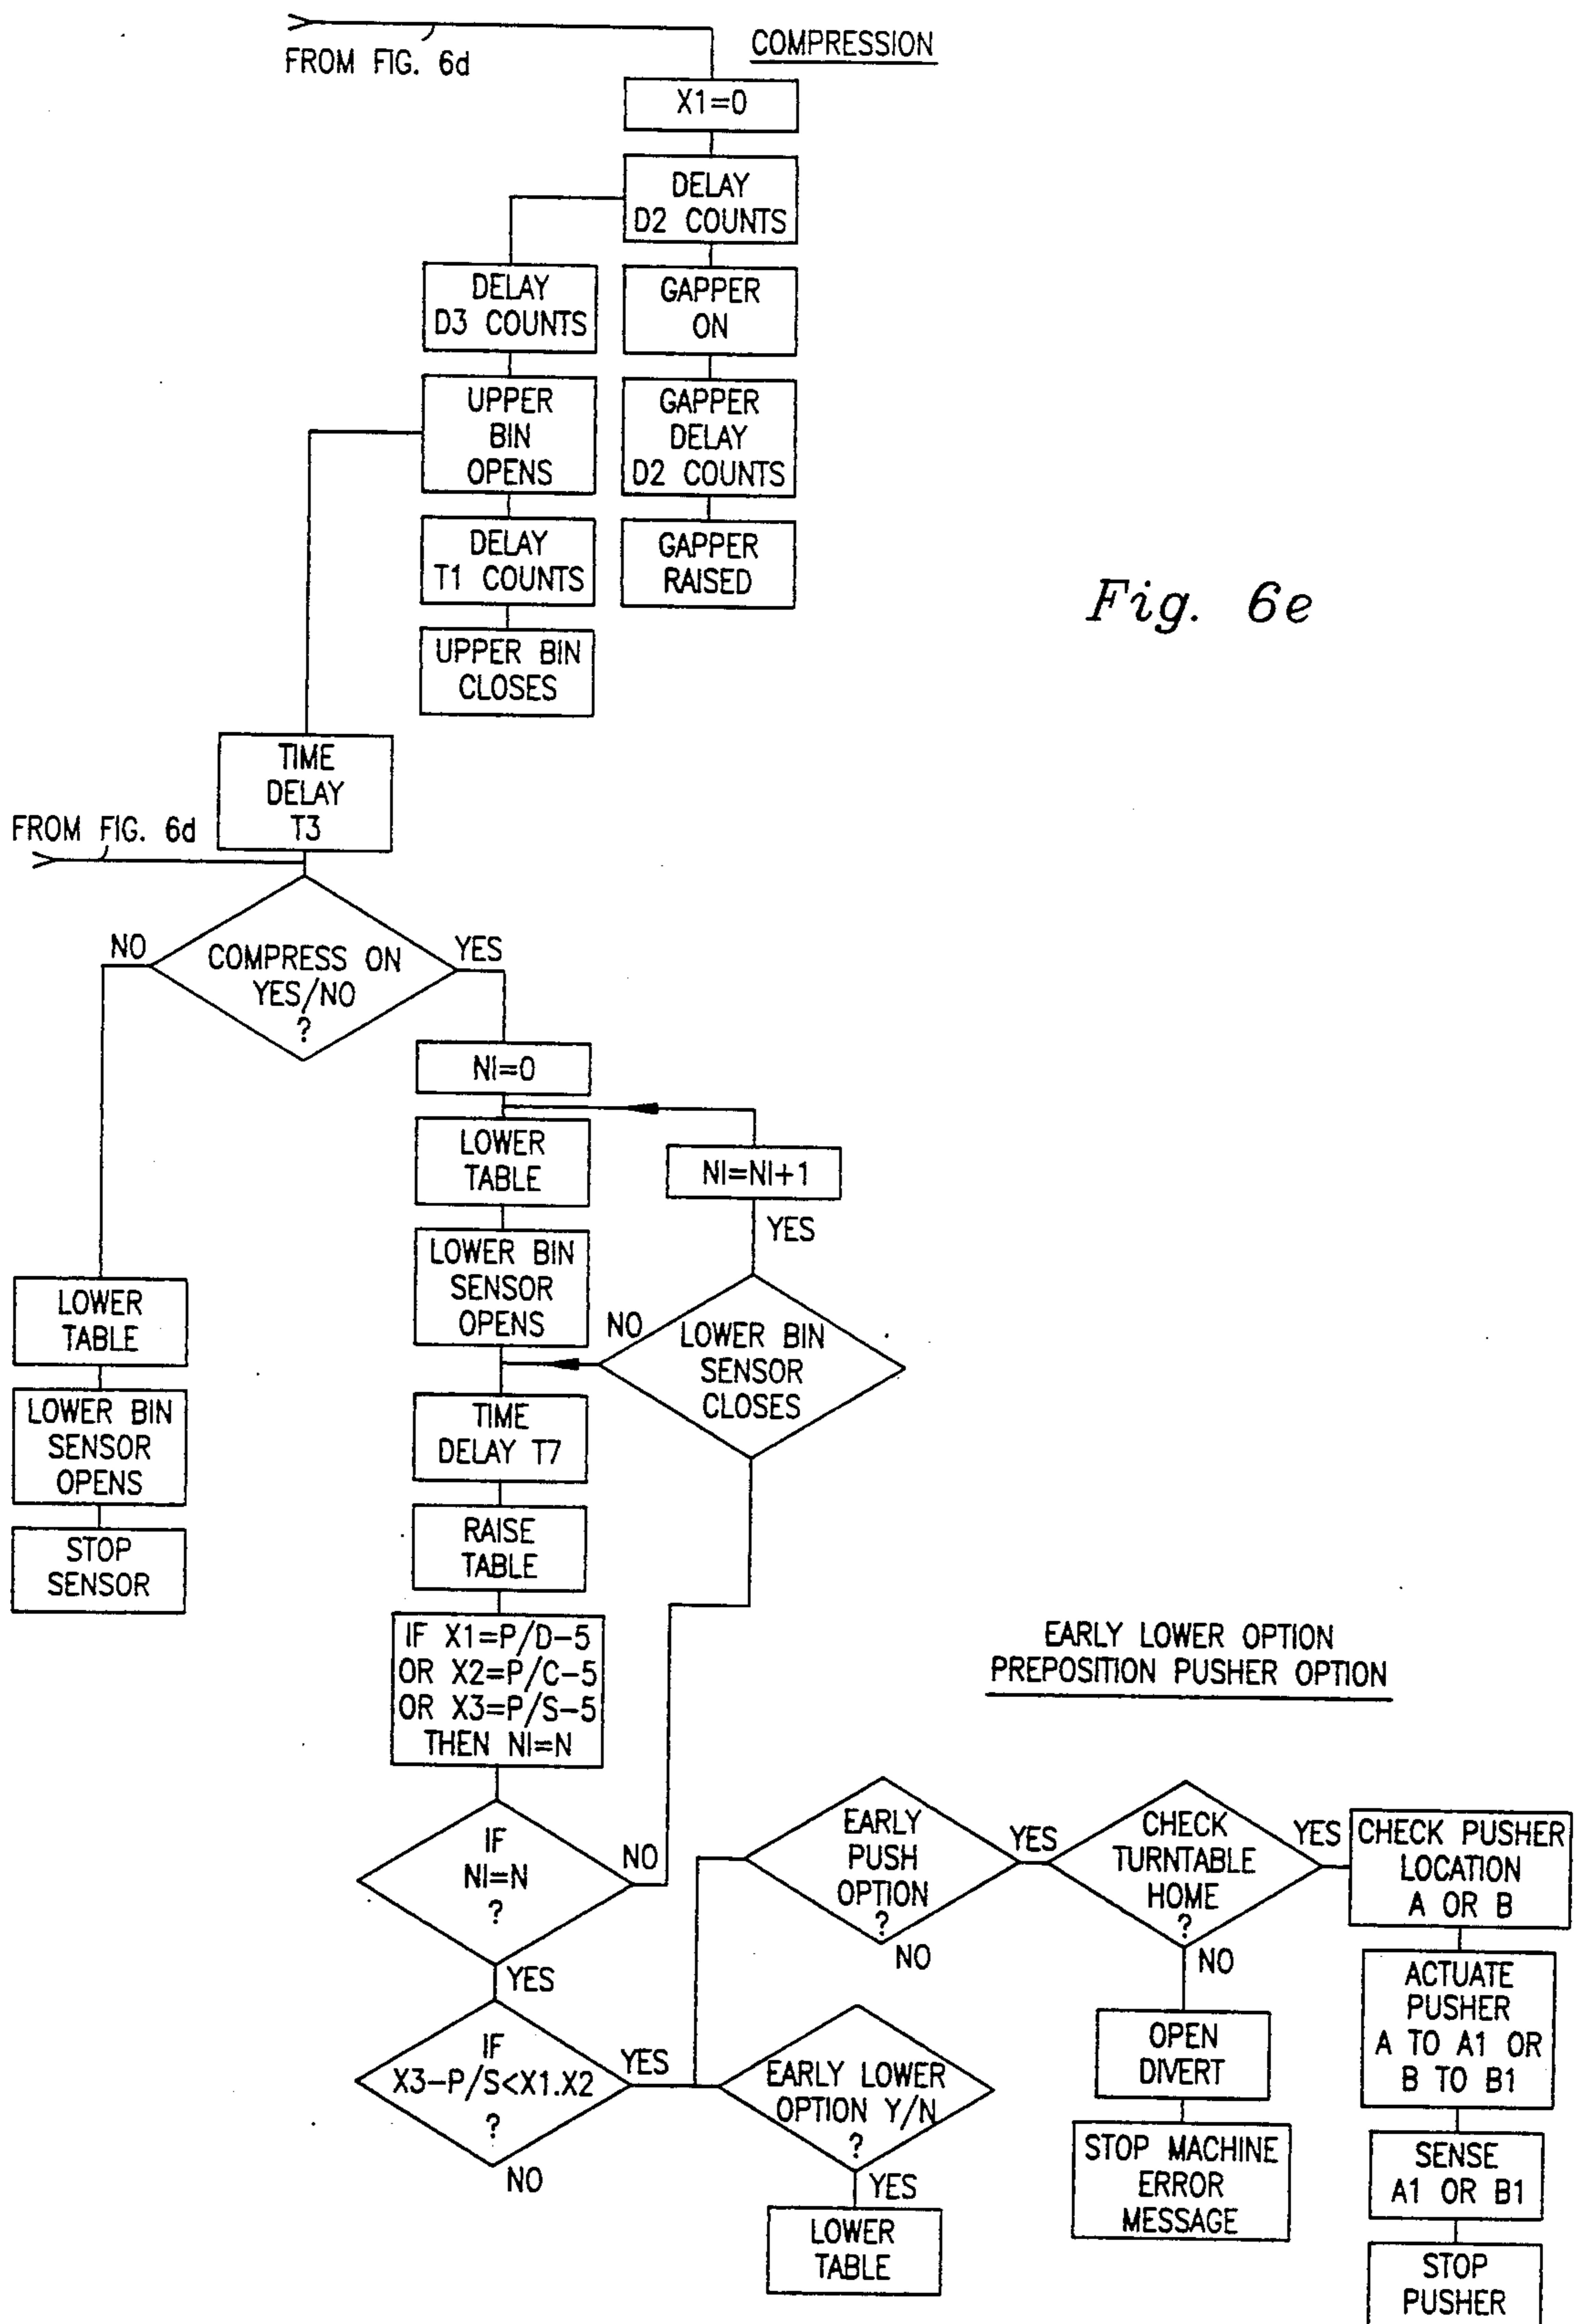 FROM FIG. 6d
COMPRESSION
X1=0
DELAY
D2 COUNTS
DELAY
D3 COUNTS
GAPPER
ON
UPPER
BIN
OPENS
GAPPER
DELAY
D2 COUNTS
DELAY
T1 COUNTS
GAPPER
RAISED
UPPER BIN
CLOSES
Fig. 6e
TIME
DELAY
T3
FROM FIG. 6d
NO
COMPRESS ON
YES/NO
?
YES
NI=0
LOWER
TABLE
NI=NI+1
YES
LOWER BIN
SENSOR
OPENS
NO
LOWER BIN
SENSOR
CLOSES
LOWER
TABLE
LOWER BIN
SENSOR
OPENS
STOP
SENSOR
TIME
DELAY T7
RAISE
TABLE
IF X1=P/D-5
OR X2=P/C-5
OR X3=P/S-5
THEN NI=N
EARLY LOWER OPTION
PREPOSITION PUSHER OPTION
IF
NI=N
?
NO
YES
EARLY
PUSH
OPTION
?
NO
YES
CHECK
TURNTABLE
HOME
?
NO
YES
CHECK PUSHER
LOCATION
A OR B
ACTUATE
PUSHER
A TO A1 OR
B TO B1
SENSE
A1 OR B1
STOP
PUSHER
OPEN
DIVERT
STOP MACHINE
ERROR
MESSAGE
IF
X3-P/S<X1.X2
?
NO
YES
EARLY LOWER
OPTION Y/N
?
YES
LOWER
TABLE